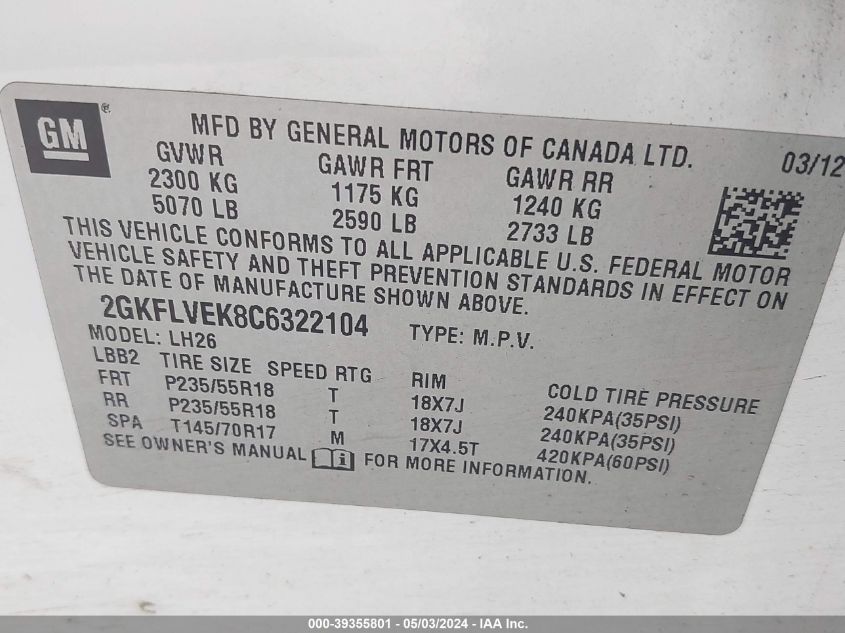 GM ®
MFD BY GENERAL MOTORS OF CANADA LTD.
03/12
GVWR GAWR FRT GAWR RR
2300 KG 1175 KG 1240 KG
5070 LB 2590 LB 2733 LB
THIS VEHICLE CONFORMS TO ALL APPLICABLE U.S. FEDERAL MOTOR
VEHICLE SAFETY AND THEFT PREVENTION STANDARDS IN EFFECT ON
THE DATE OF MANUFACTURE SHOWN ABOVE.
2GKFLVEK8C6322104 TYPE: M.P.V.
MODEL: LH26
LBB2 TIRE SIZE SPEED RTG RIM COLD TIRE PRESSURE
FRT P235/55R18 T 18X7J 240KPA(35PSI)
RR P235/55R18 T 18X7J 240KPA(35PSI)
SPA T145/70R17 M 17X4.5T 420KPA(60PSI)
SEE OWNER'S MANUAL FOR MORE INFORMATION.
000-39355801 - 05/03/2024 - IAA Inc.